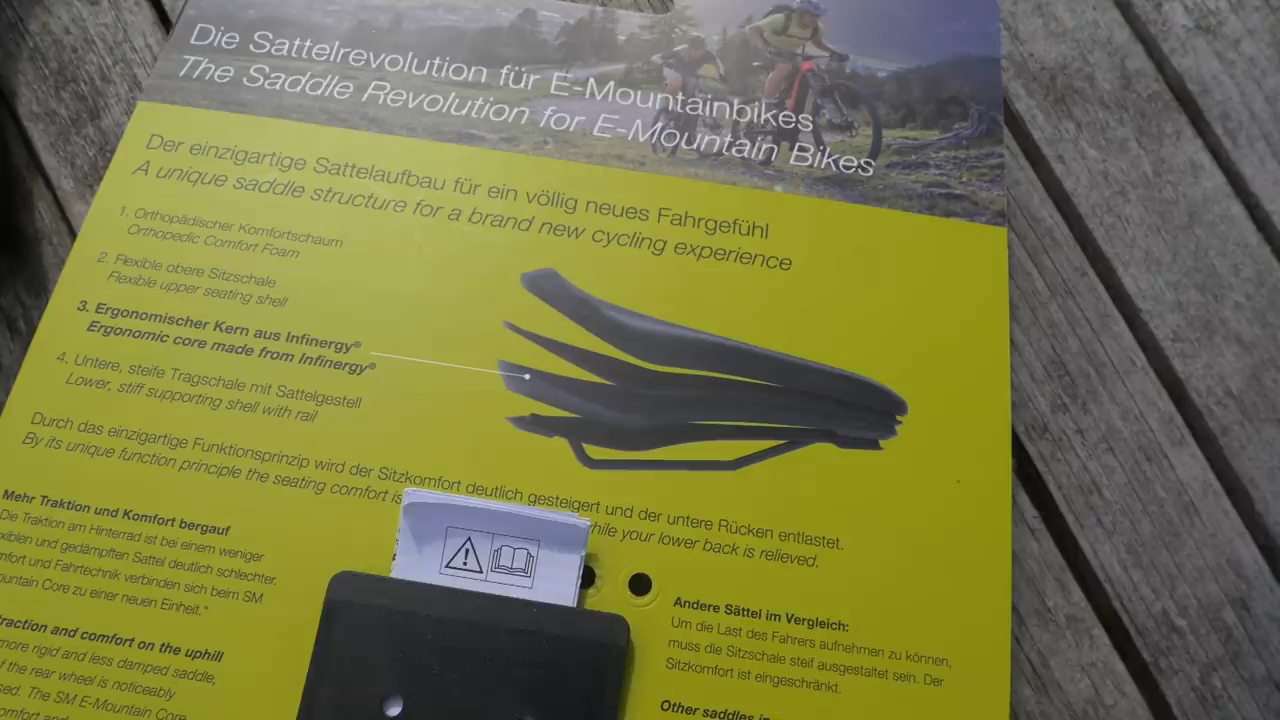 Die Sattelrevolution für E-Mountainbikes
The Saddle Revolution for E-Mountain Bikes
Der einzigartige Sattelaufbau für ein völlig neues Fahrgefühl
A unique saddle structure for a brand new cycling experience
1. Orthopädischer Komfortschaum
Orthopedic Comfort Foam
2. Flexible obere Sitzschale
Flexible upper seating shell
3. Ergonomischer Kern aus Infinergy®
Ergonomic core made from Infinergy®
4. Untere, steife Tragschale mit Sattelgestell
Lower, stiff supporting shell with rail
Durch das einzigartige Funktionsprinzip wird der Sitzkomfort deutlich gesteigert und der untere Rücken entlastet.
By its unique function principle the seating comfort is while your lower back is relieved.
Mehr Traktion und Komfort bergauf
„Die Traktion am Hinterrad ist bei einem weniger
xiblen und gedämpften Sattel deutlich schlechter.
mfort und Fahrtechnik verbinden sich beim SM
ountain Core zu einer neuen Einheit."
raction and comfort on the uphill
more rigid and less damped saddle,
f the rear wheel is noticeably
sed. The SM E-Mountain Core
omfort and
Andere Sättel im Vergleich:
Um die Last des Fahrers aufnehmen zu können,
muss die Sitzschale steif ausgestaltet sein. Der
Sitzkomfort ist eingeschränkt.
Other saddles in